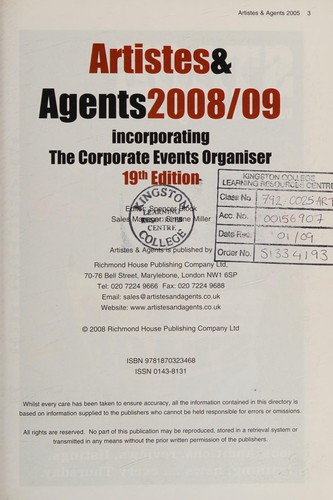 Artistes & Agents 2005 3
Artistes&
Agents2008/09
incorporating
The Corporate Events Organiser
19th Edition
KINGSTON COLLEGE
LEARNING RESOURCE CENTRE
Class No. 792.0025 ART
Acc. No. 00156907
Date Rec. 01/09
Order No. S1334193
KINGSTON
LEARNING
CENTRE
COLLEGE
Editor: Spencer
Sales Manager: Miller
Artistes & Agents is published by
Richmond House Publishing Company Ltd,
70-76 Bell Street, Marylebone, London NW1 6SP
Tel: 020 7224 9666 Fax: 020 7224 9688
Email: sales@artistesandagents.co.uk
Website: www.artistesandagents.co.uk
© 2008 Richmond House Publishing Company Ltd
ISBN 9781870323468
ISSN 0143-8131
Whilst every care has been taken to ensure accuracy, all the information contained in this directory is
based on information supplied to the publishers who cannot be held responsible for errors or omissions.
All rights are reserved. No part of this publication may be reproduced, stored in a retrieval system or
transmitted in any means without the prior written permission of the publishers.